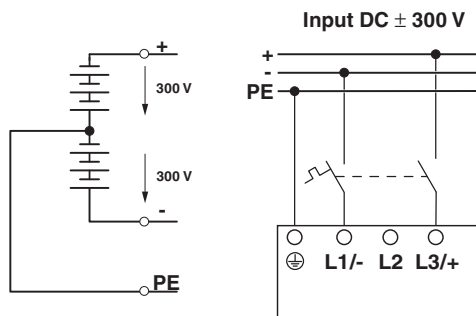 Input DC ± 300 V
+
300 V
300 V
-
PE
+
-
PE
L1/- L2 L3/+